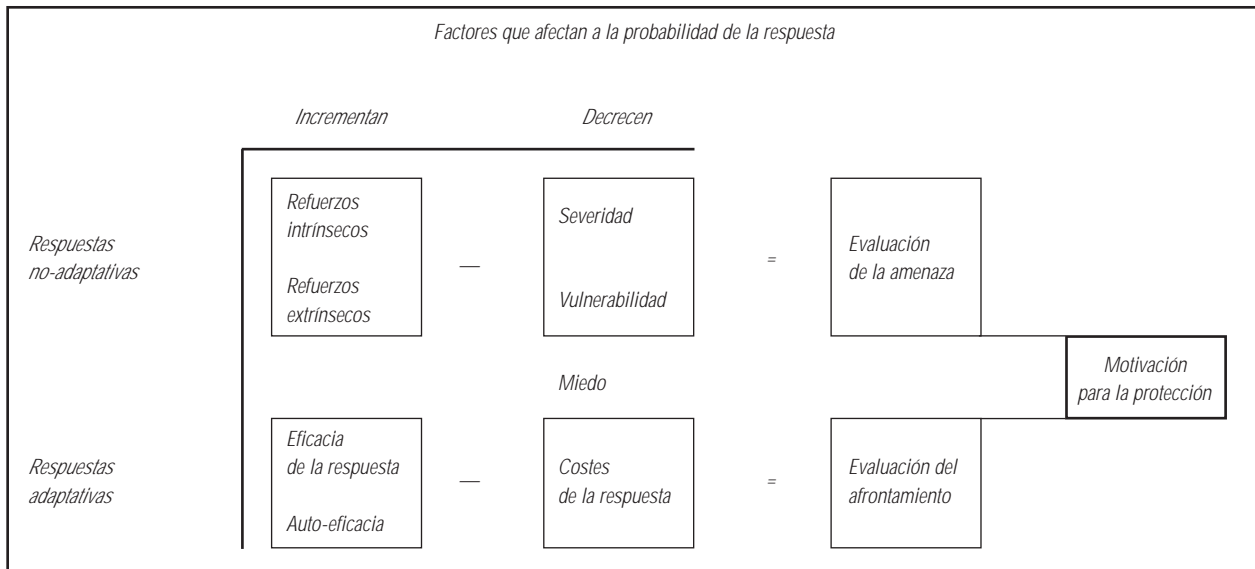 Factores que afectan a la probabilidad de la respuesta
Incrementan
Decrecen
Respuestas
no-adaptativas
Refuerzos
intrínsecos
Refuerzos
extrínsecos
—
Severidad
Vulnerabilidad
=
Evaluación
de la amenaza
Miedo
Motivación
para la protección
Respuestas
adaptativas
Eficacia
de la respuesta
Auto-eficacia
—
Costes
de la respuesta
=
Evaluación del
afrontamiento